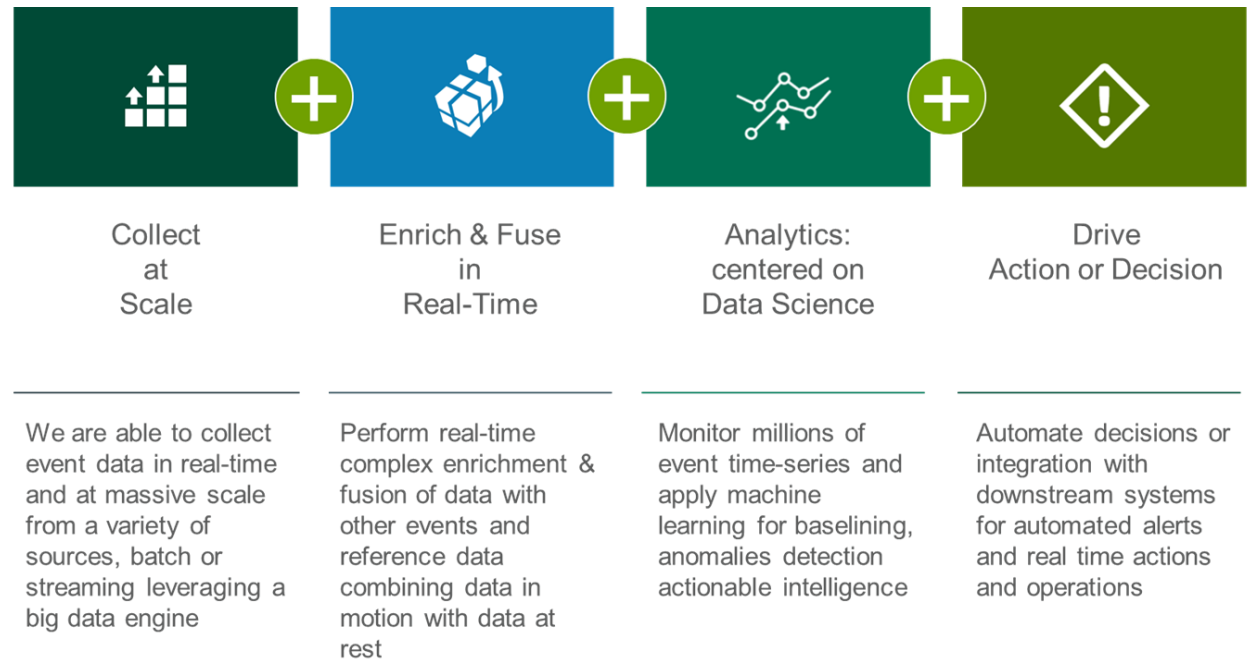 Collect
at
Scale
Enrich & Fuse
in
Real-Time
Analytics:
centered on
Data Science
Drive
Action or Decision
We are able to collect
event data in real-time
and at massive scale
from a variety of
sources, batch or
streaming leveraging a
big data engine
Perform real-time
complex enrichment &
fusion of data with
other events and
reference data
combining data in
motion with data at
rest
Monitor millions of
event time-series and
apply machine
learning for baselining,
anomalies detection
actionable intelligence
Automate decisions or
integration with
downstream systems
for automated alerts
and real time actions
and operations